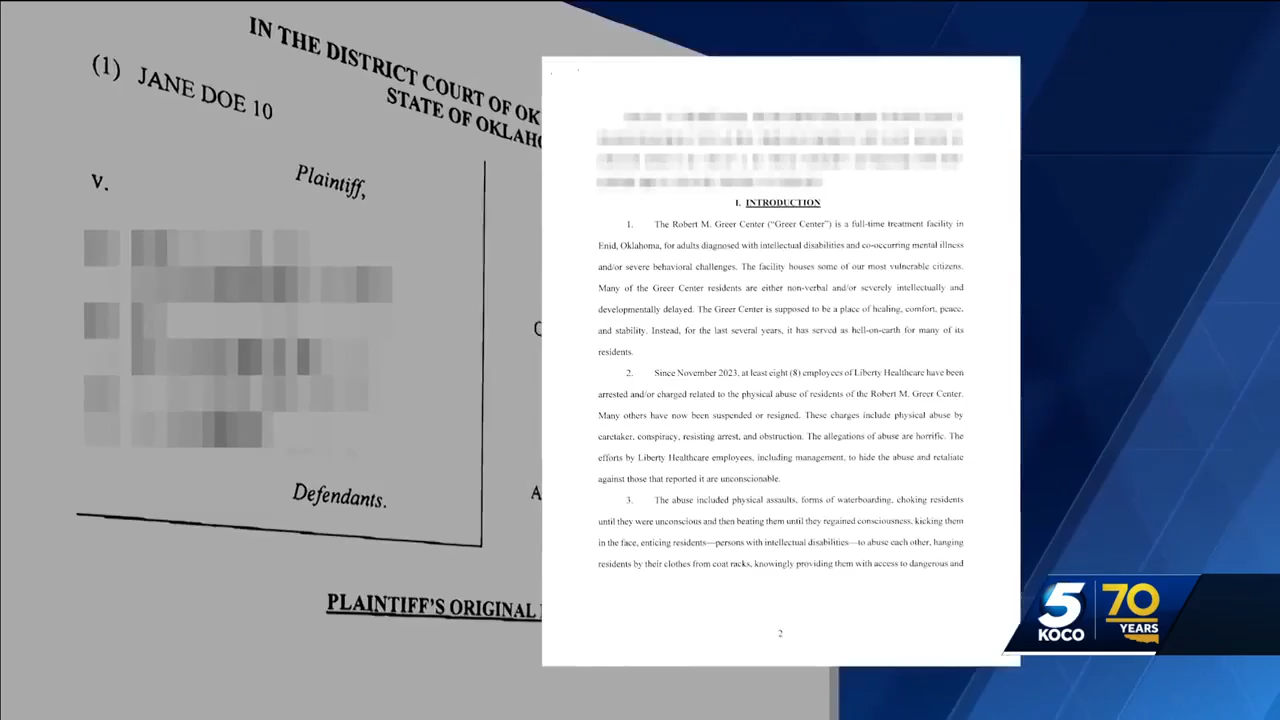 IN THE DISTRICT COURT OF OK
STATE OF OKLAHO
(1) JANE DOE 10
Plaintiff,
v.
Defendants.
PLAINTIFF'S ORIGINAL
I. INTRODUCTION
1. The Robert M. Greer Center ("Greer Center") is a full-time treatment facility in
Enid, Oklahoma, for adults diagnosed with intellectual disabilities and co-occurring mental illness
and/or severe behavioral challenges. The facility houses some of our most vulnerable citizens.
Many of the Greer Center residents are either non-verbal and/or severely intellectually and
developmentally delayed. The Greer Center is supposed to be a place of healing, comfort, peace,
and stability. Instead, for the last several years, it has served as hell-on-earth for many of its
residents.
2. Since November 2023, at least eight (8) employees of Liberty Healthcare have been
arrested and/or charged related to the physical abuse of residents of the Robert M. Greer Center.
Many others have now been suspended or resigned. These charges include physical abuse by
caretaker, conspiracy, resisting arrest, and obstruction. The allegations of abuse are horrific. The
efforts by Liberty Healthcare employees, including management, to hide the abuse and retaliate
against those that reported it are unconscionable.
3. The abuse included physical assaults, forms of waterboarding, choking residents
until they were unconscious and then beating them until they regained consciousness, kicking them
in the face, enticing residents—persons with intellectual disabilities—to abuse each other, hanging
residents by their clothes from coat racks, knowingly providing them with access to dangerous and
2
5
KOCO
70
YEARS